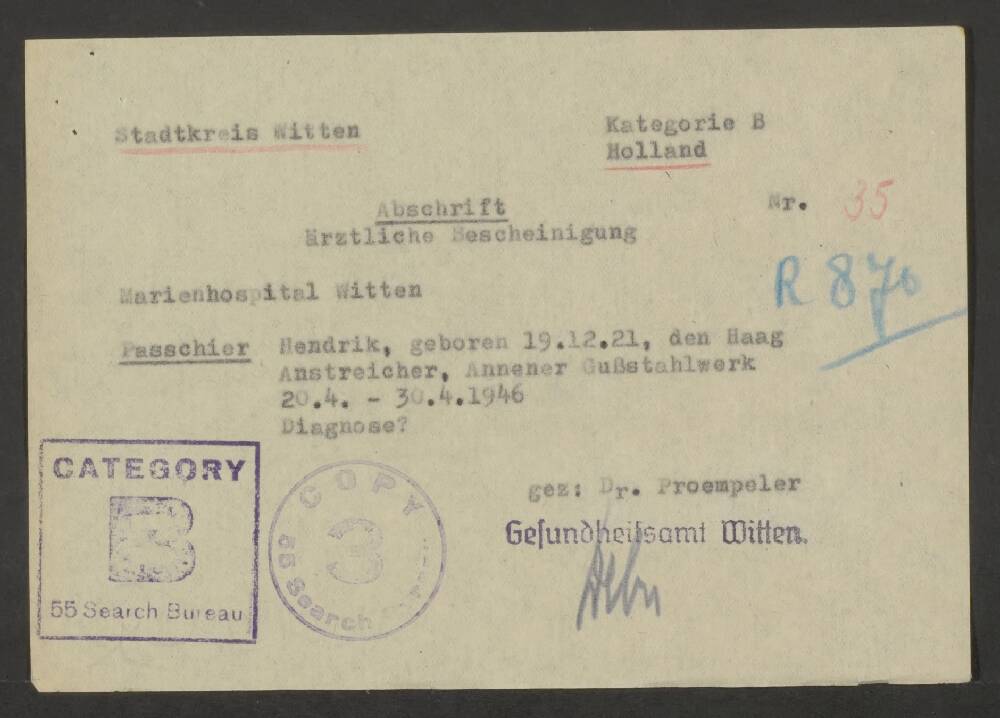 Stadtkreis Witten
Kategorie B
Holland
Abschrift
Nr. 35
Ärztliche Bescheinigung
R 870
Marienhospital Witten
Passchier Hendrik, geboren 19.12.21, den Haag
Anstreicher, Annener Gußstahlwerk
20.4. - 30.4.1946
Diagnose?
gez: Dr. Proempeler
Gesundheitsamt Witten.
CATEGORY
B
55 Search Bureau
COPY
3
55 Search